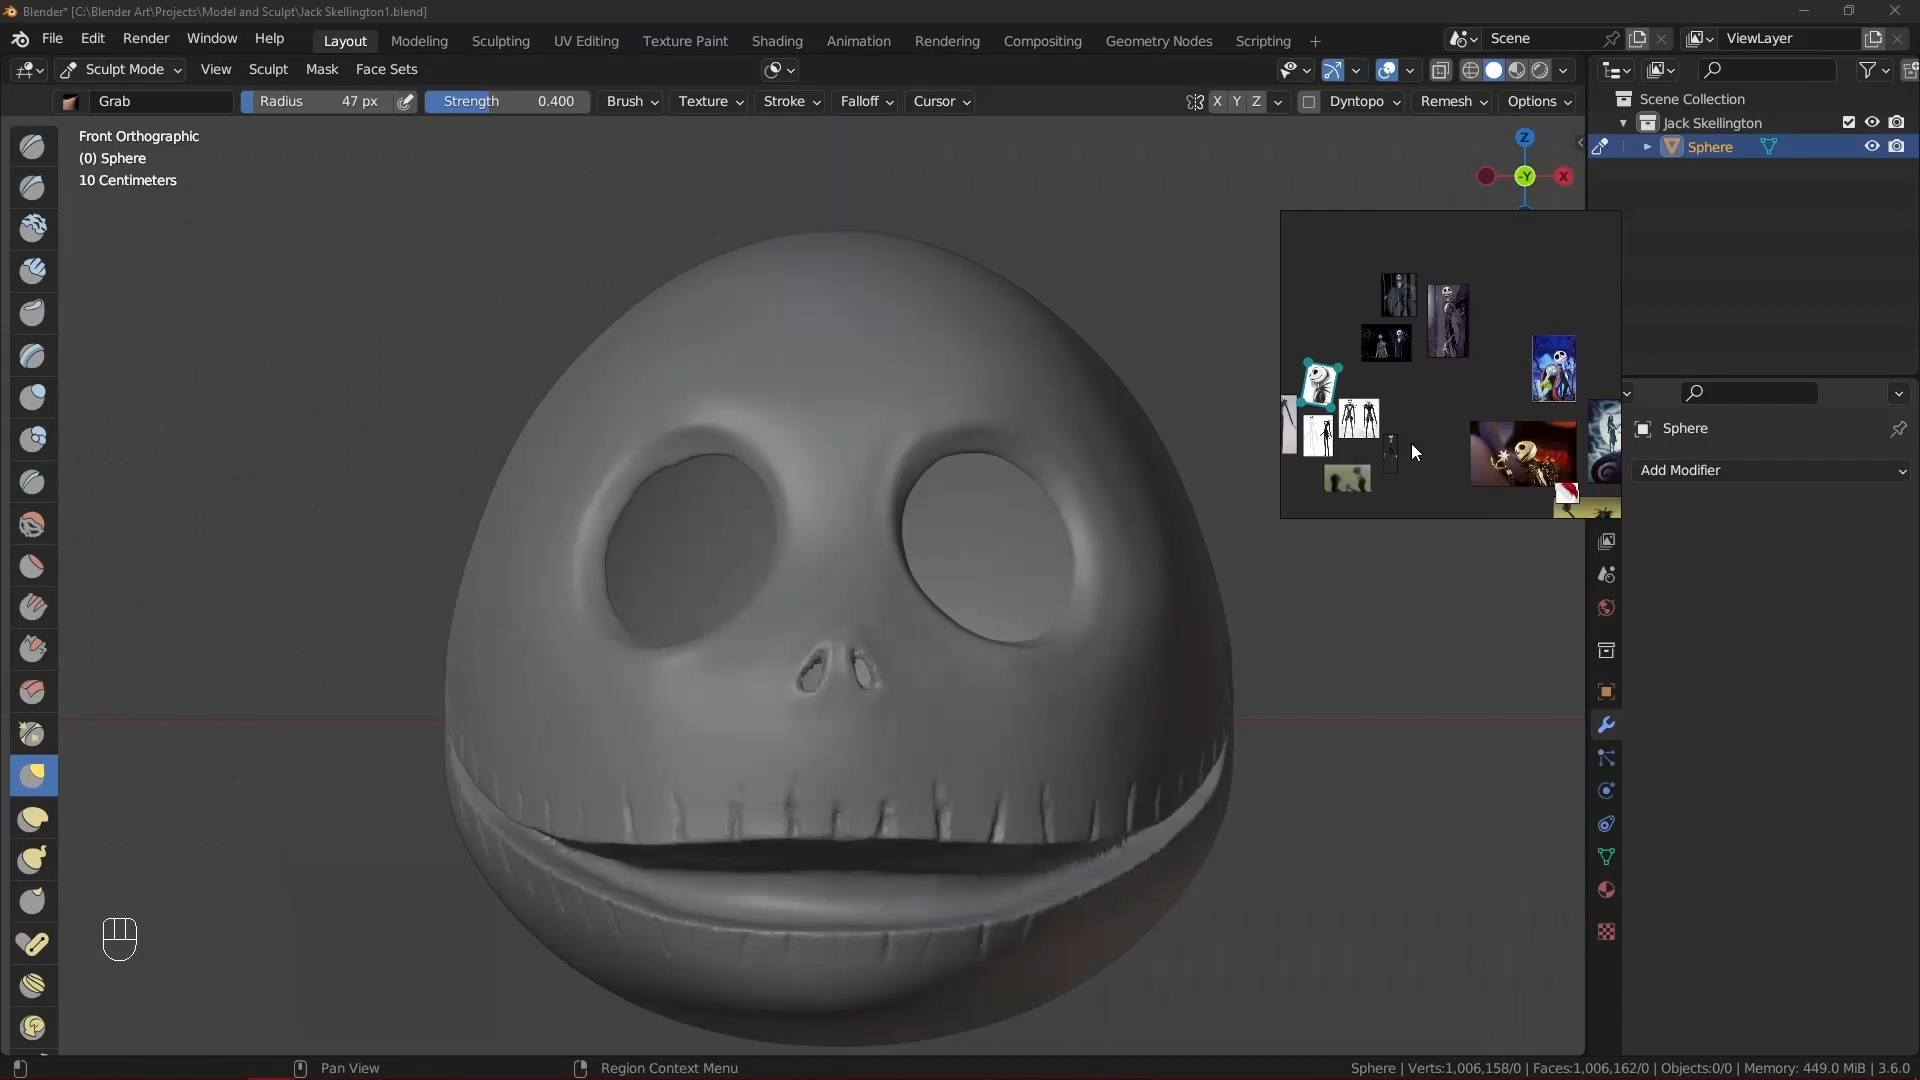 Blender* [C:\Blender Art\Projects\Model and Sculpt\Jack Skellington1.blend]
File Edit Render Window Help Layout Modeling Sculpting UV Editing Texture Paint Shading Animation Rendering Compositing Geometry Nodes Scripting + Scene ViewLayer
Sculpt Mode View Sculpt Mask Face Sets
Grab Radius 47 px Strength 0.400 Brush Texture Stroke Falloff Cursor X Y Z Dyntopo Remesh Options
Scene Collection
Jack Skellington
Sphere
Front Orthographic
(0) Sphere
10 Centimeters
Z
-Y X
Sphere
Add Modifier
Pan View Region Context Menu Sphere | Verts:1,006,158/0 | Faces:1,006,162/0 | Objects:0/0 | Memory: 449.0 MiB | 3.6.0